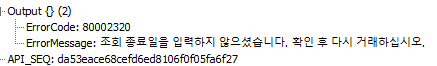 Output {} (2)
ErrorCode: 80002320
ErrorMessage: 조회 종료일을 입력하지 않으셨습니다. 확인 후 다시 거래하십시오.
API_SEQ: da53eace68cefd6ed8106f0f05fa6f27